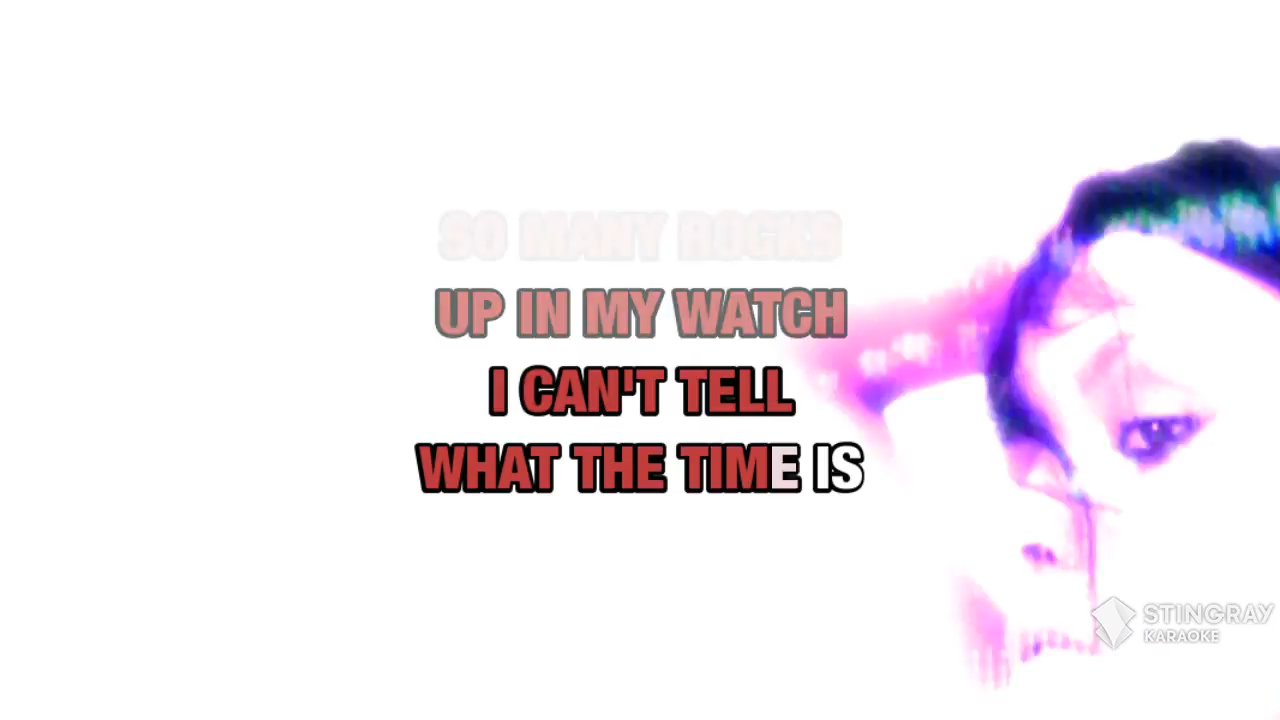 SO MANY ROCKS
UP IN MY WATCH
I CAN'T TELL
WHAT THE TIME IS
STINGRAY
KARAOKE